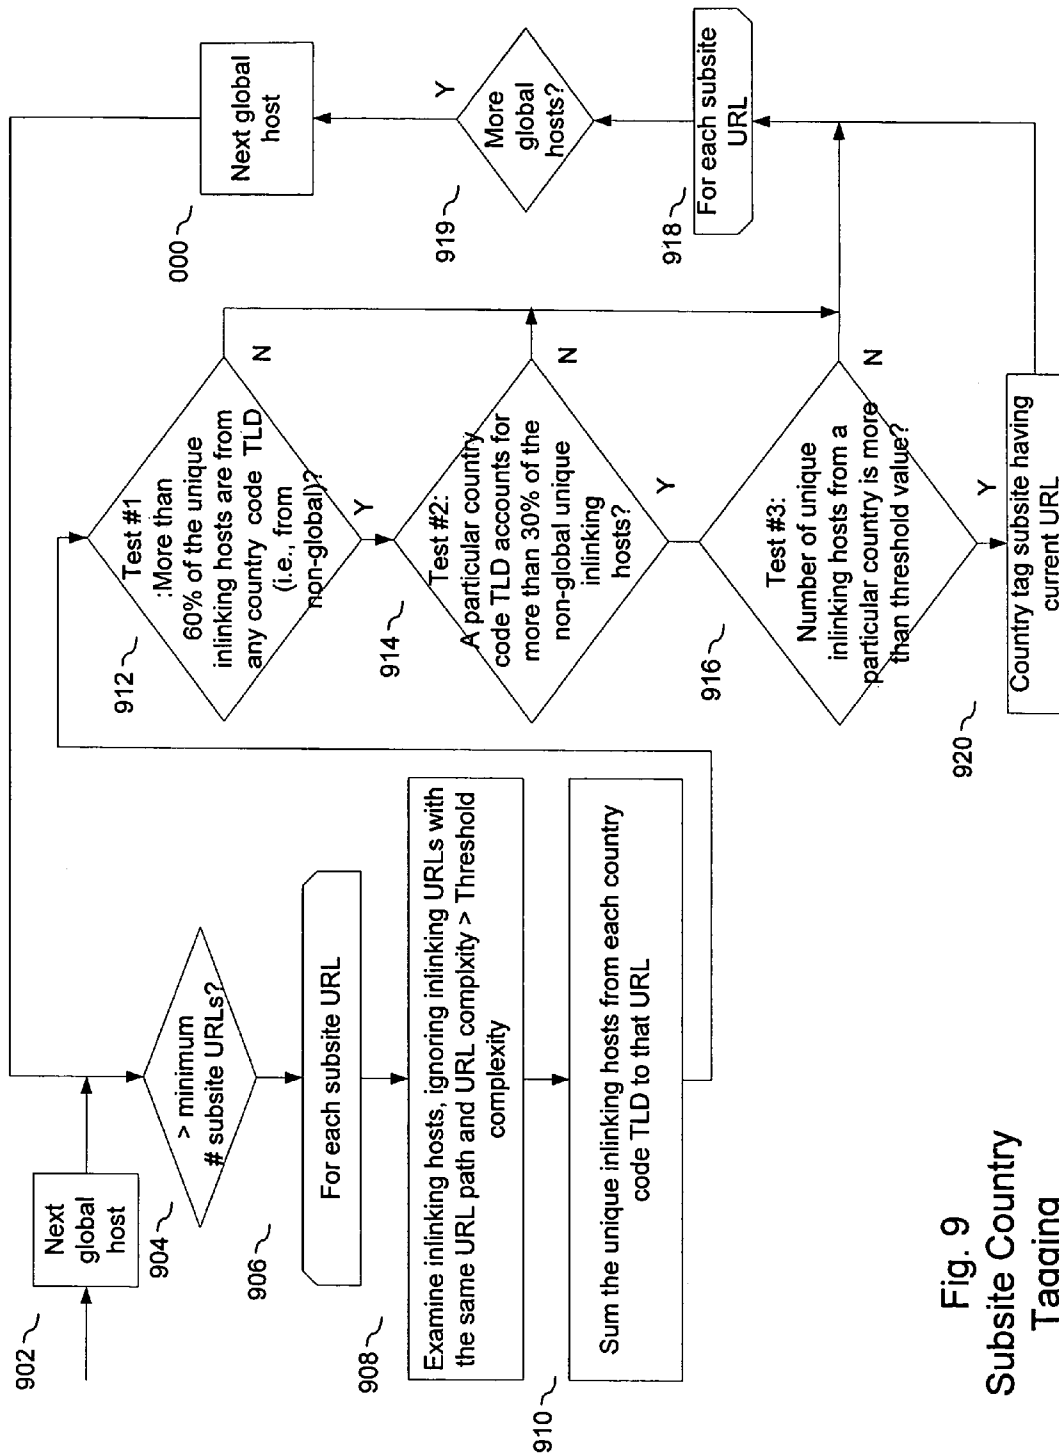 902
Next
global
host
904
> minimum
# subsite URLs?
906
For each subsite URL
908
Examine inlinking hosts, ignoring inlinking URLs with
the same URL path and URL complxity > Threshold
complexity
910
Sum the unique inlinking hosts from each country
code TLD to that URL
912
Test #1
:More than
60% of the unique
inlinking hosts are from
any country code TLD
(i.e., from
non-global)?
Y
N
914
Test #2:
A particular country
code TLD accounts for
more than 30% of the
non-global unique
inlinking
hosts?
Y
N
916
Test #3:
Number of unique
inlinking hosts from a
particular country is more
than threshold value?
Y
N
920
Country tag subsite having
current URL
918
For each subsite
URL
919
More
global
hosts?
Y
000
Next global
host
Fig. 9
Subsite Country
Tagging